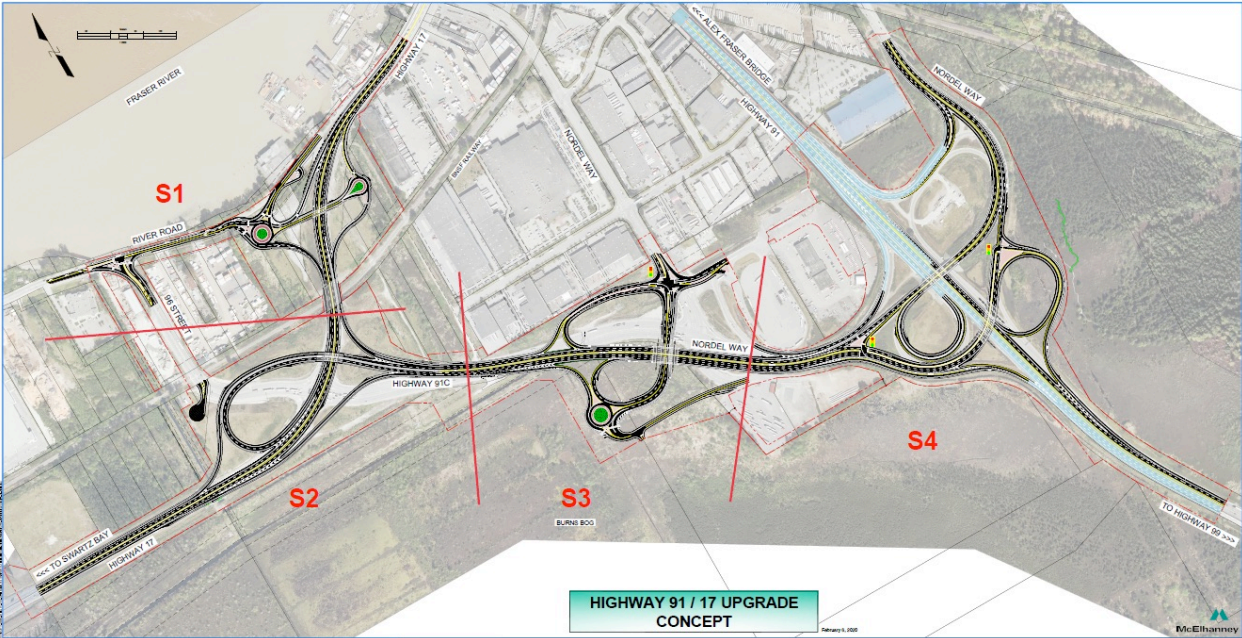 <<< ALEX FRASER BRIDGE
HIGHWAY 17
NORDEL WAY
FRASER RIVER
HIGHWAY 91
NORDEL WAY
BNSF RAILWAY
S1
RIVER ROAD
96 STREET
NORDEL WAY
HIGHWAY 91C
S4
S2
S3
TO HIGHWAY 99 >>>
BURNS BOG
<<< TO SWARTZ BAY
HIGHWAY 17
HIGHWAY 91 / 17 UPGRADE
CONCEPT
McElhanney